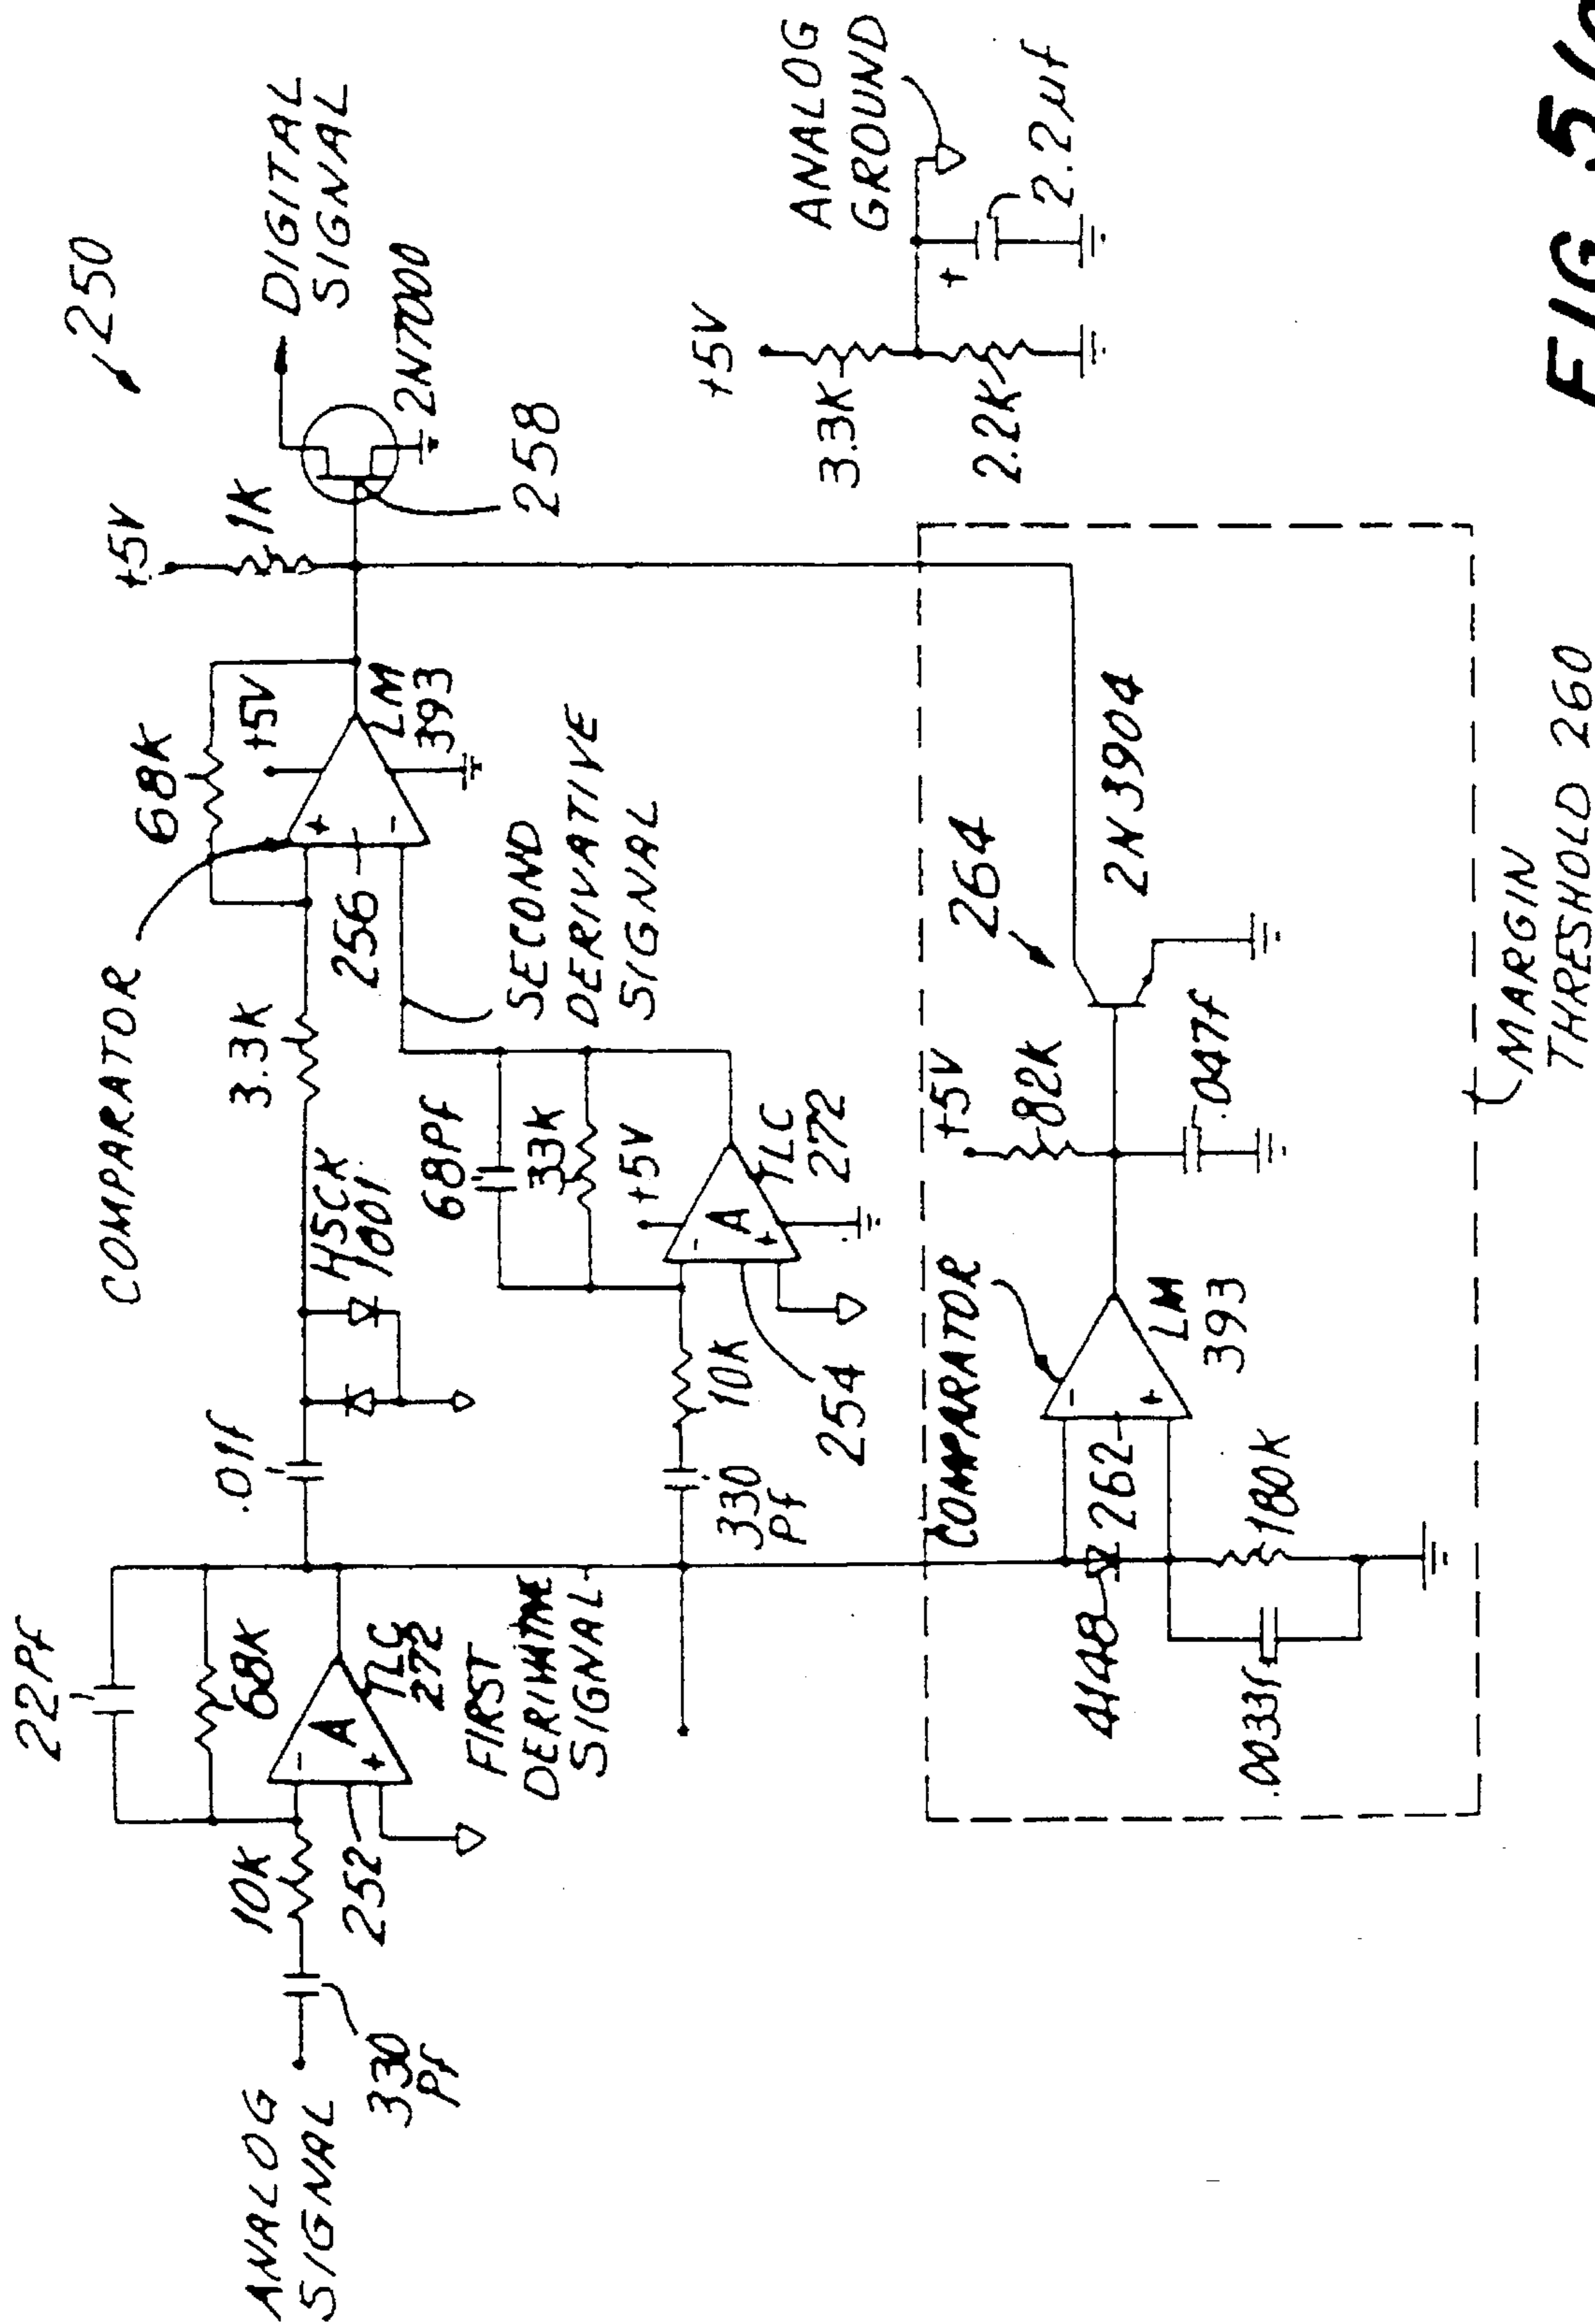 250
+5V
1K
DIGITAL
SIGNAL
2N7000
258
COMPARATOR
68K
+5V
+
-
LM
393
256
3.3K
HSCK
1001
.01f
22Pf
68K
10K
A
-
+
TLC
272
252
ANALOG
SIGNAL
330
Pf
FIRST
DERIVATIVE
SIGNAL
SECOND
DERIVATIVE
SIGNAL
68Pf
33K
+5V
A
-
+
TLC
272
10K
330
Pf
254
+5V
3.3K
2.2K
+
2.2µf
ANALOG
GROUND
COMPARATOR
-
+
262
LM
393
4148
180K
.0033f
+5V
82K
.047f
264
2N3904
MARGIN
THRESHOLD 260